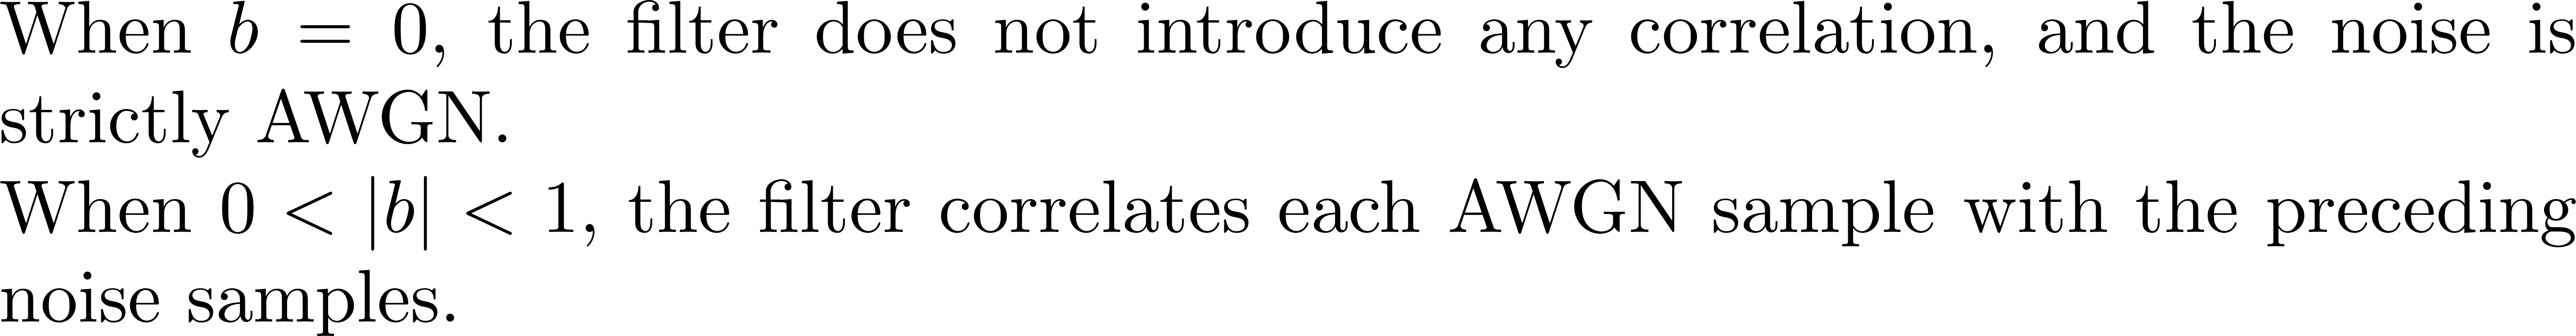 When b = 0, the filter does not introduce any correlation, and the noise is
strictly AWGN.
When 0 < |b| < 1, the filter correlates each AWGN sample with the preceding
noise samples.